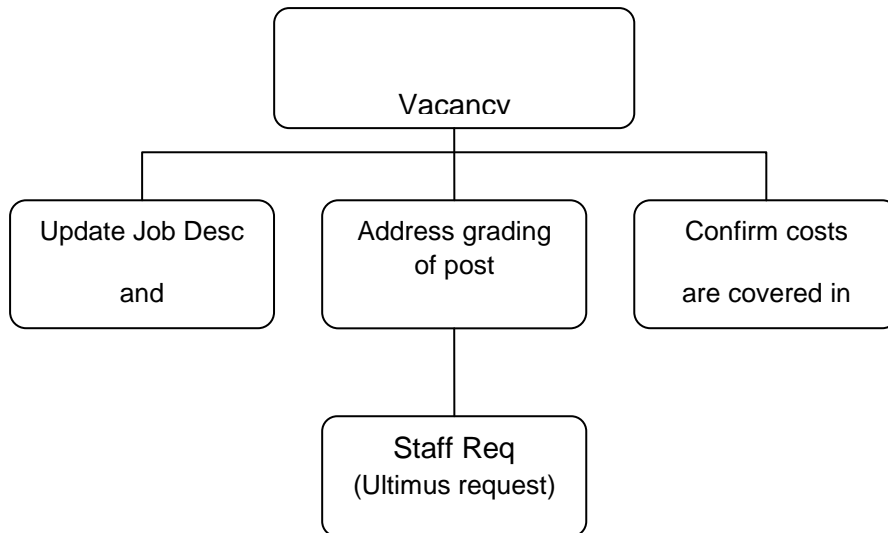 Vacancy
Update Job Desc
and
Address grading
of post
Confirm costs
are covered in
Staff Req
(Ultimus request)